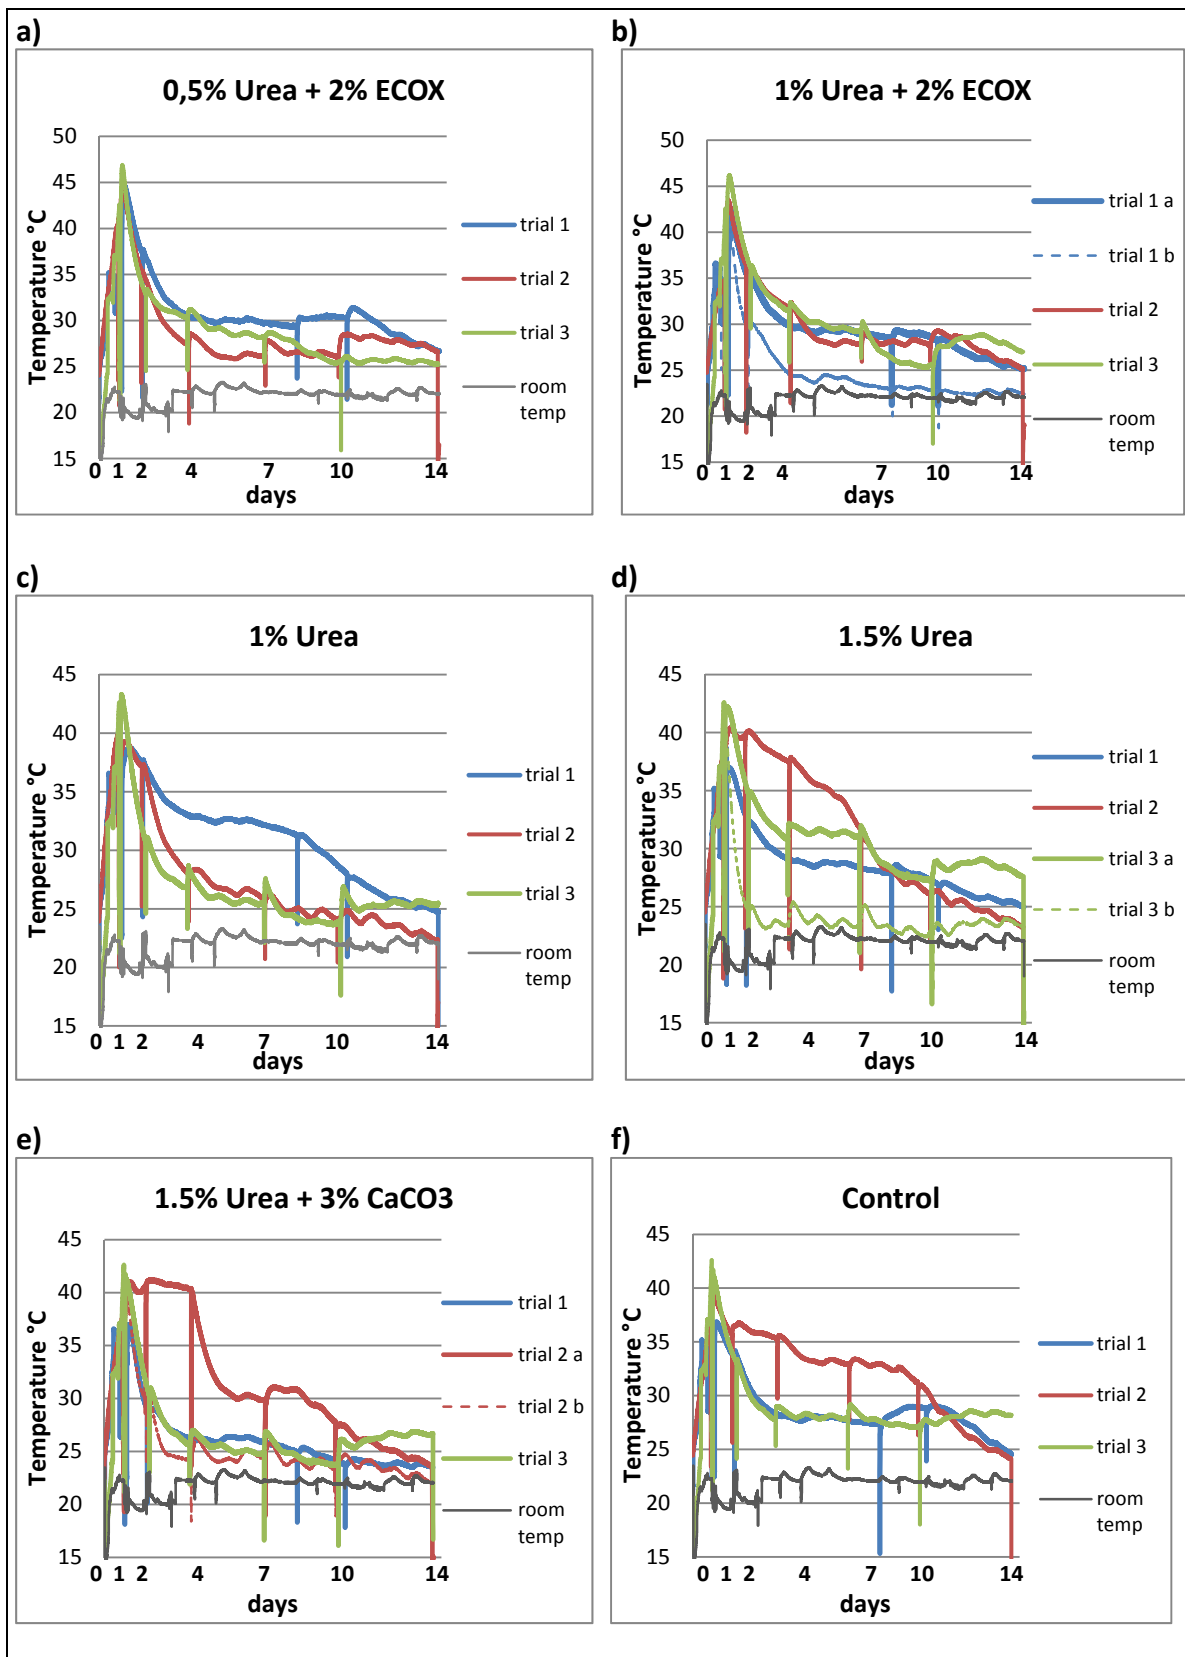 a)
0,5% Urea + 2% ECOX
Temperature °C
50
45
40
35
30
25
20
15
0 1 2 4 7 10 14
days
trial 1
trial 2
trial 3
room
temp
b)
1% Urea + 2% ECOX
Temperature °C
50
45
40
35
30
25
20
15
0 1 2 4 7 10 14
days
trial 1 a
trial 1 b
trial 2
trial 3
room
temp
c)
1% Urea
Temperature °C
45
40
35
30
25
20
15
0 1 2 4 7 10 14
days
trial 1
trial 2
trial 3
room
temp
d)
1.5% Urea
Temperature °C
45
40
35
30
25
20
15
0 1 2 4 7 10 14
days
trial 1
trial 2
trial 3 a
trial 3 b
room
temp
e)
1.5% Urea + 3% CaCO3
Temperature °C
45
40
35
30
25
20
15
0 1 2 4 7 10 14
days
trial 1
trial 2 a
trial 2 b
trial 3
room
temp
f)
Control
Temperature °C
45
40
35
30
25
20
15
0 1 2 4 7 10 14
days
trial 1
trial 2
trial 3
room
temp